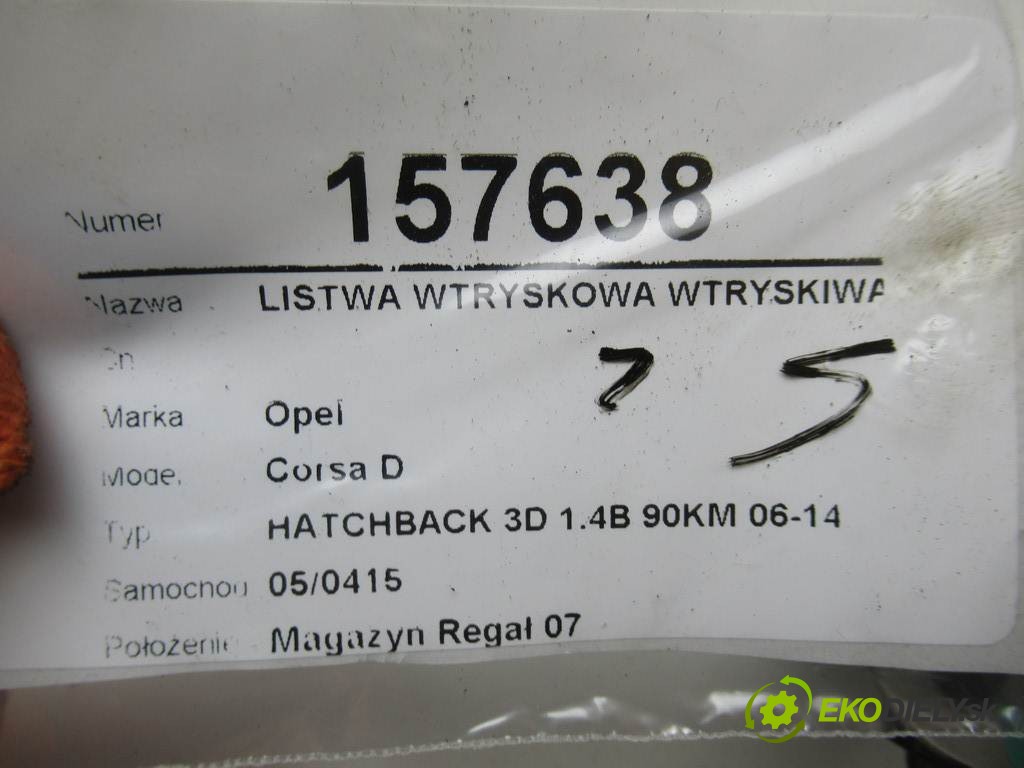 Numer 157638
Nazwa LISTWA WTRYSKOWA WTRYSKIWA
Marka Opel
Model Corsa D
Typ HATCHBACK 3D 1.4B 90KM 06-14
Samochód 05/0415
Położenie Magazyn Regał 07
5
EKODIELY.sk